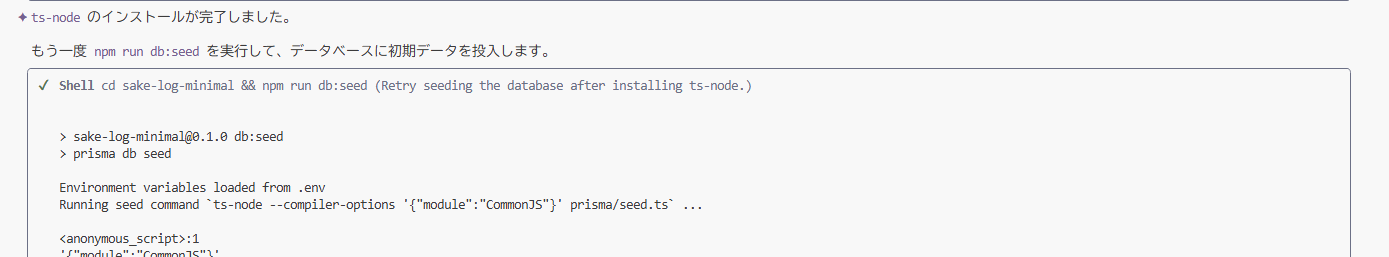 ✦ ts-node のインストールが完了しました。
もう一度 npm run db:seed を実行して、データベースに初期データを投入します。
✓ Shell cd sake-log-minimal && npm run db:seed (Retry seeding the database after installing ts-node.)
> sake-log-minimal@0.1.0 db:seed
> prisma db seed
Environment variables loaded from .env
Running seed command `ts-node --compiler-options '{"module":"CommonJS"}' prisma/seed.ts` ...
<anonymous_script>:1
'{"module":"CommonJS"}'